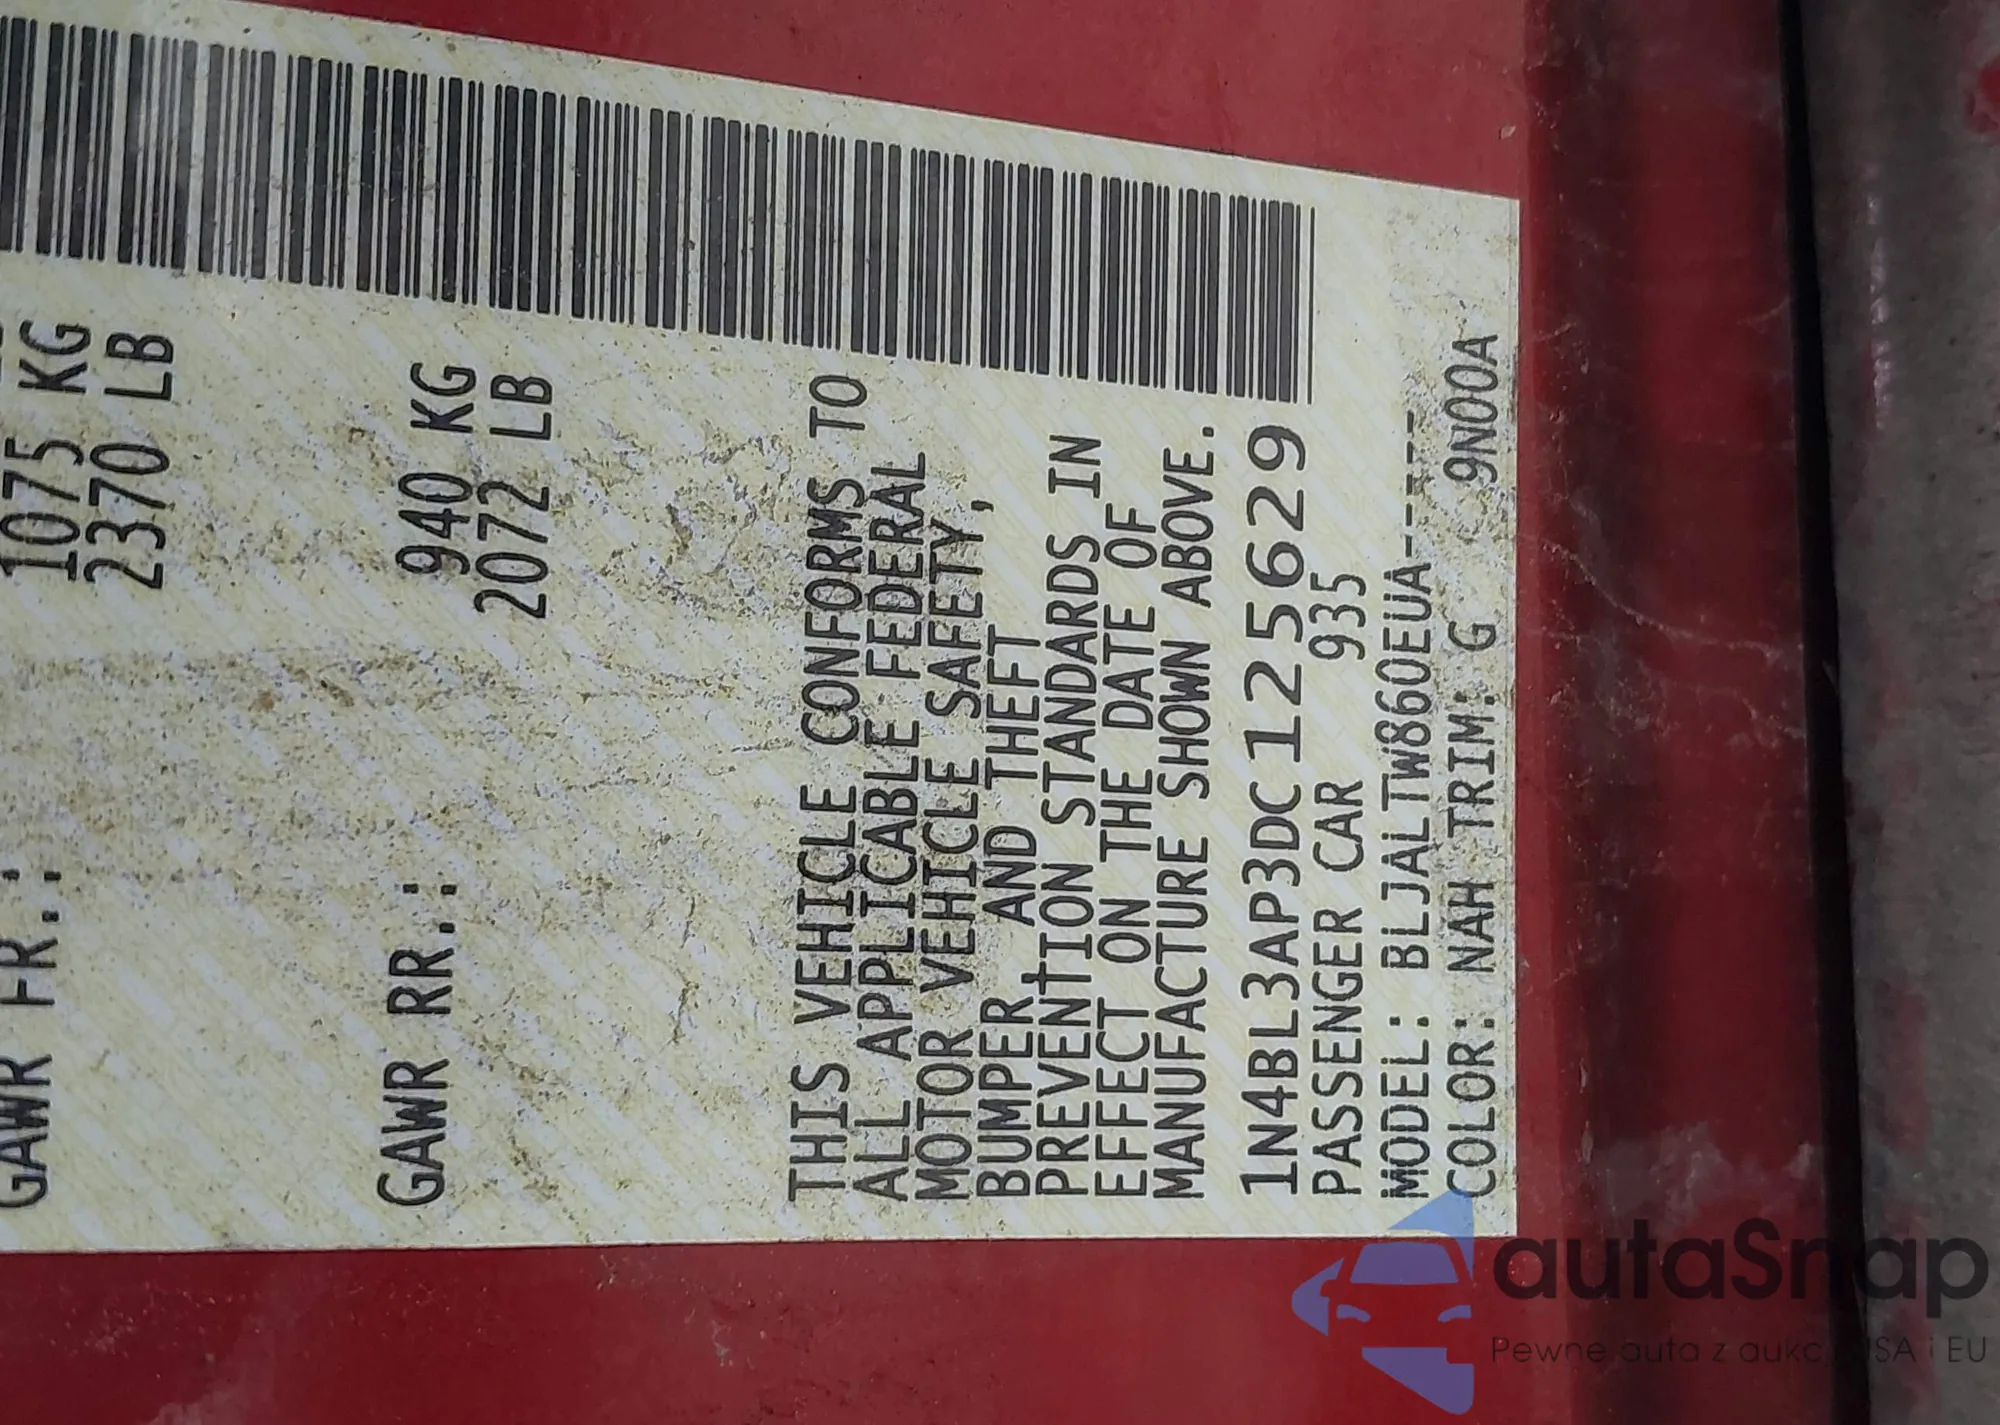 GAWR FR.: 1075 KG
2370 LB
GAWR RR.: 940 KG
2072 LB
THIS VEHICLE CONFORMS TO
ALL APPLICABLE FEDERAL
MOTOR VEHICLE SAFETY,
BUMPER AND THEFT
PREVENTION STANDARDS IN
EFFECT ON THE DATE OF
MANUFACTURE SHOWN ABOVE.
1N4BL3AP3DC125629
PASSENGER CAR 935
MODEL: BLJALTW860EUA-----
COLOR: NAH TRIM: G 9N00A
autaSnap
Pewne auta z aukcji USA i EU